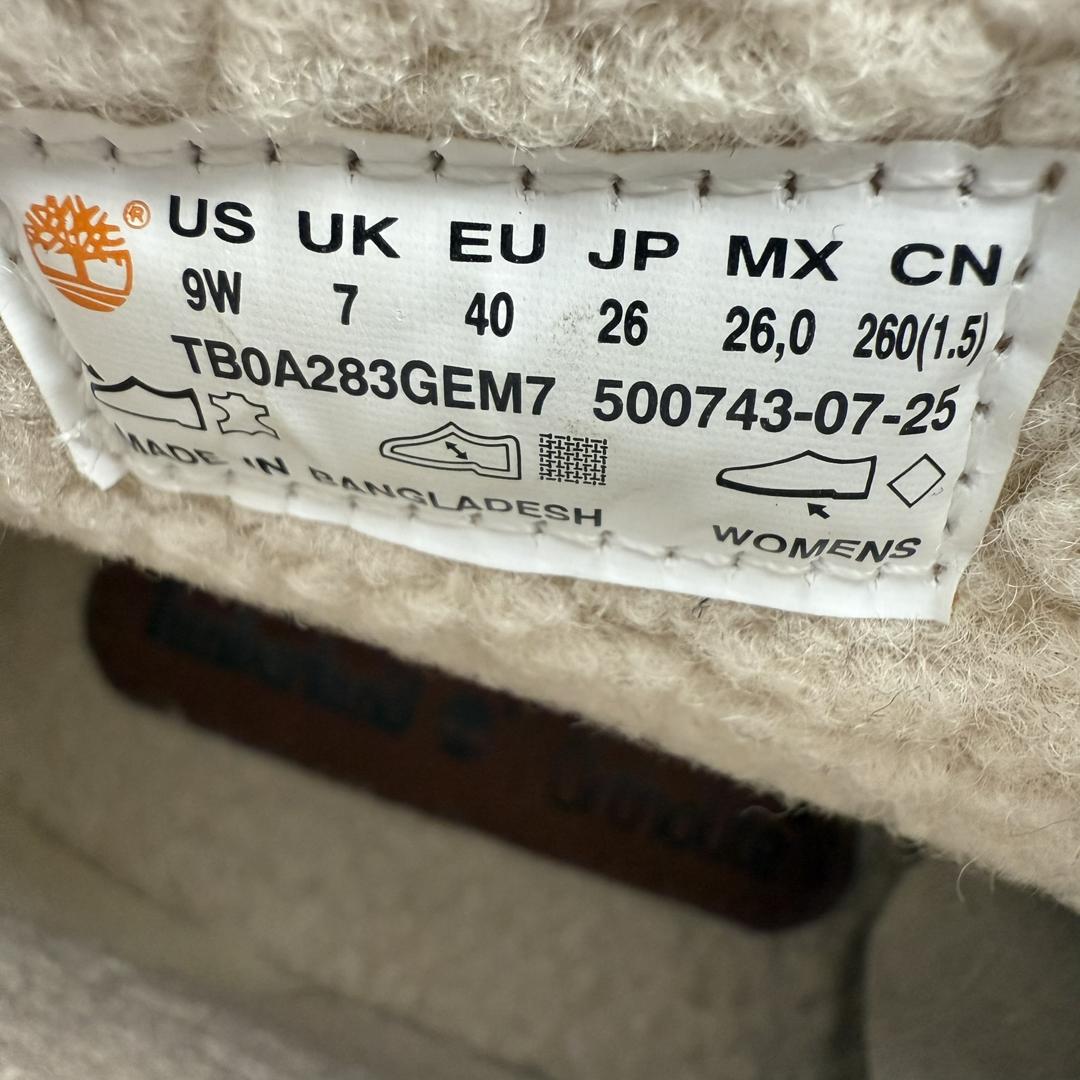 ® US UK EU JP MX CN
9W 7 40 26 26,0 260(1.5)
TB0A283GEM7 500743-07-25
MADE IN BANGLADESH WOMENS